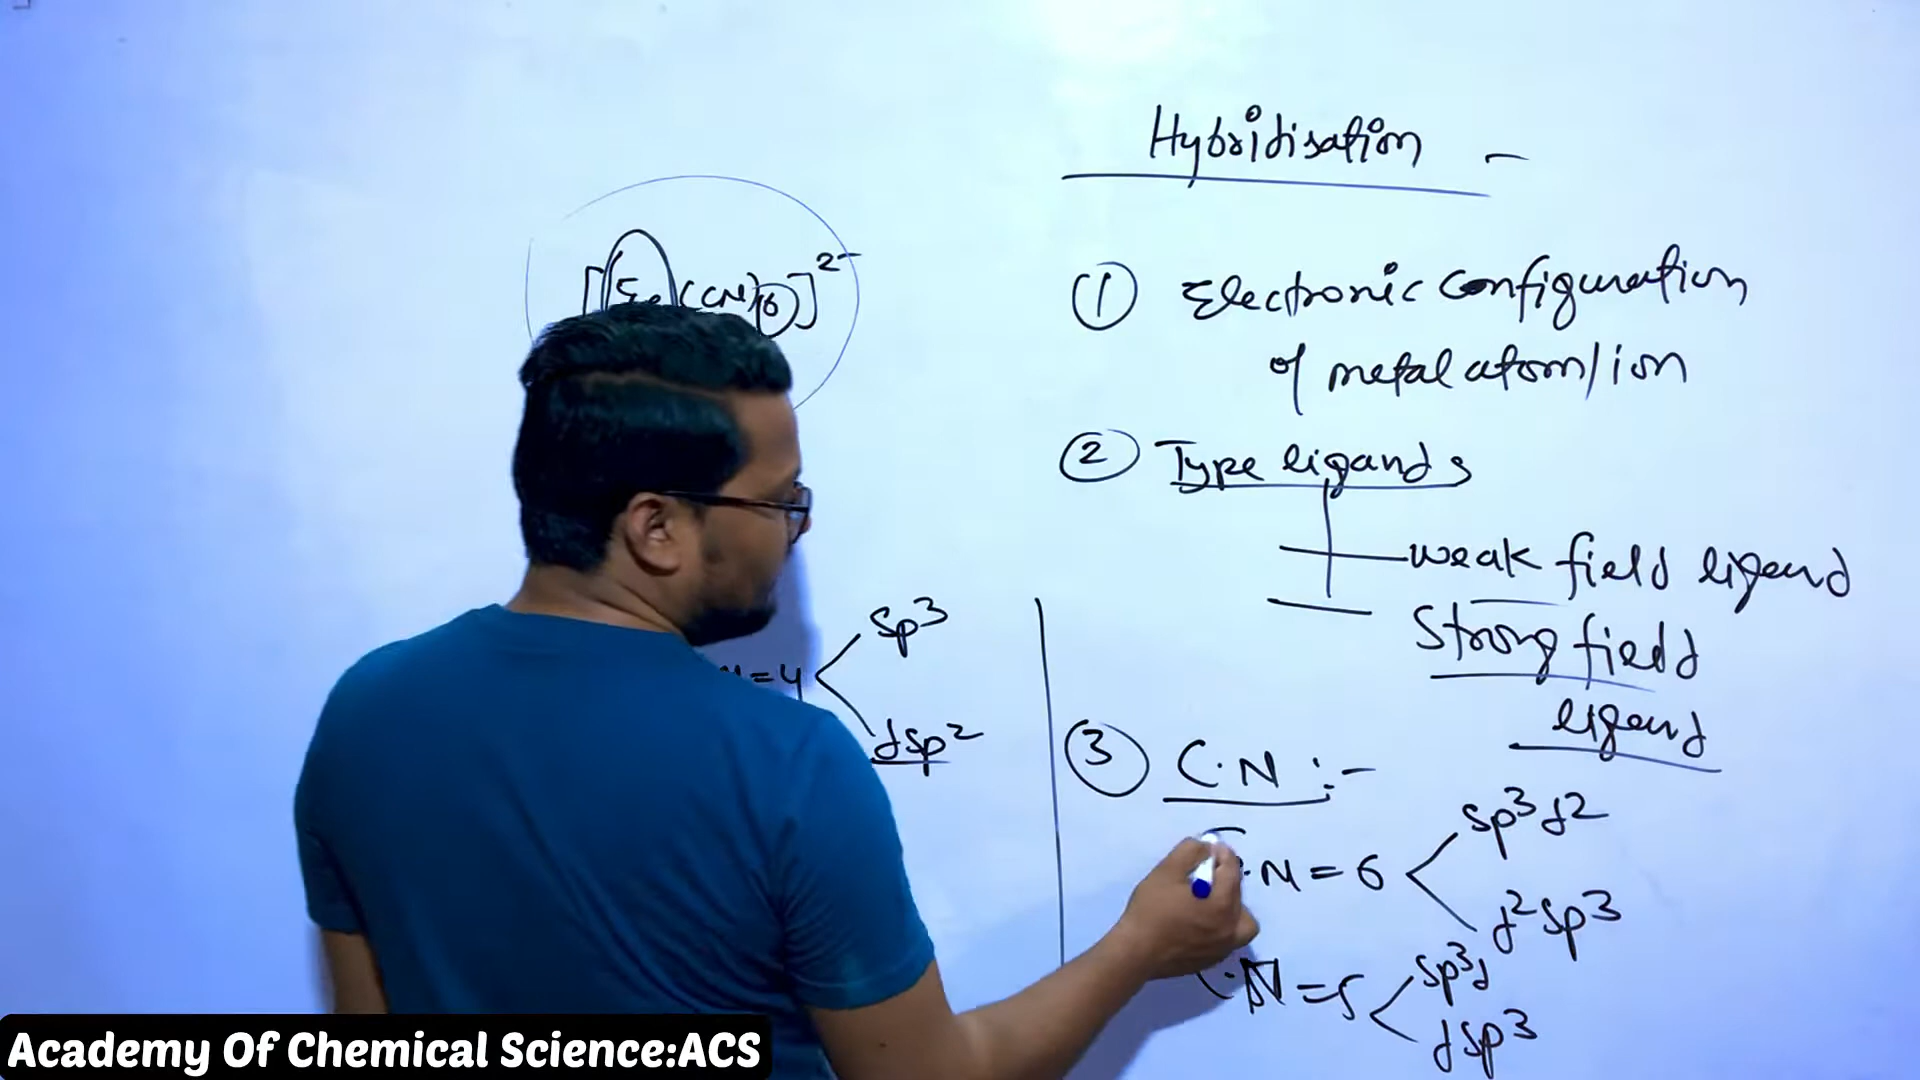 Hybridisation -
[Fe(CN)6]2-
① Electronic Configuration
of metal atom/ion
② Type ligands
weak field ligand
Strong field
ligand
N=4
sp3
dsp2
③ C.N :-
C.N=6
sp3d2
d2sp3
C.N=5
sp3d
dsp3
Academy Of Chemical Science:ACS